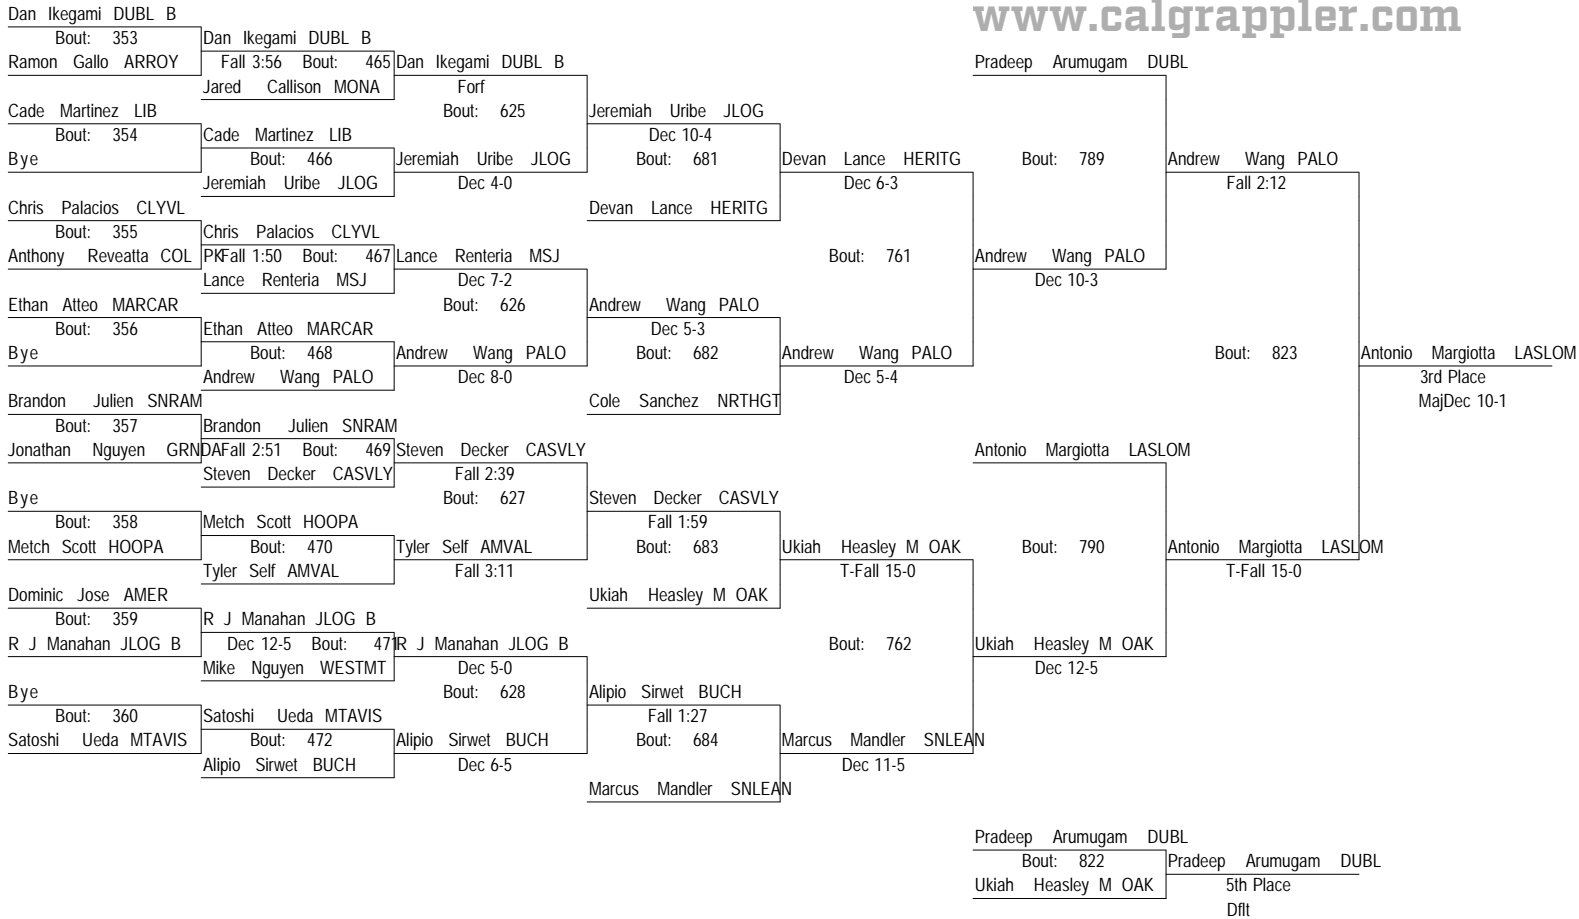 www.calgrappler.com
Dan Ikegami DUBL B
Bout: 353
Ramon Gallo ARROY
Cade Martinez LIB
Bout: 354
Bye
Chris Palacios CLYVL
Bout: 355
Anthony Reveatta COL PK
Ethan Atteo MARCAR
Bout: 356
Bye
Brandon Julien SNRAM
Bout: 357
Jonathan Nguyen GRNDA
Bye
Bout: 358
Metch Scott HOOPA
Dominic Jose AMER
Bout: 359
R J Manahan JLOG B
Bye
Bout: 360
Satoshi Ueda MTAVIS
Dan Ikegami DUBL B
Fall 3:56 Bout: 465
Jared Callison MONA
Cade Martinez LIB
Bout: 466
Jeremiah Uribe JLOG
Chris Palacios CLYVL
Fall 1:50 Bout: 467
Lance Renteria MSJ
Ethan Atteo MARCAR
Bout: 468
Andrew Wang PALO
Brandon Julien SNRAM
Fall 2:51 Bout: 469
Steven Decker CASVLY
Metch Scott HOOPA
Bout: 470
Tyler Self AMVAL
R J Manahan JLOG B
Dec 12-5 Bout: 471
Mike Nguyen WESTMT
Satoshi Ueda MTAVIS
Bout: 472
Alipio Sirwet BUCH
Dan Ikegami DUBL B
Forf
Bout: 625
Jeremiah Uribe JLOG
Dec 4-0
Lance Renteria MSJ
Dec 7-2
Bout: 626
Andrew Wang PALO
Dec 8-0
Steven Decker CASVLY
Fall 2:39
Bout: 627
Tyler Self AMVAL
Fall 3:11
R J Manahan JLOG B
Dec 5-0
Bout: 628
Alipio Sirwet BUCH
Dec 6-5
Jeremiah Uribe JLOG
Dec 10-4
Bout: 681
Devan Lance HERITG
Andrew Wang PALO
Dec 5-3
Bout: 682
Cole Sanchez NRTHGT
Steven Decker CASVLY
Fall 1:59
Bout: 683
Ukiah Heasley M OAK
Alipio Sirwet BUCH
Fall 1:27
Bout: 684
Marcus Mandler SNLEAN
Devan Lance HERITG
Dec 6-3
Bout: 761
Andrew Wang PALO
Dec 5-4
Ukiah Heasley M OAK
T-Fall 15-0
Bout: 762
Marcus Mandler SNLEAN
Dec 11-5
Pradeep Arumugam DUBL
Bout: 789
Andrew Wang PALO
Dec 10-3
Antonio Margiotta LASLOM
Bout: 790
Ukiah Heasley M OAK
Dec 12-5
Andrew Wang PALO
Fall 2:12
Bout: 823
Antonio Margiotta LASLOM
T-Fall 15-0
Antonio Margiotta LASLOM
3rd Place
MajDec 10-1
Pradeep Arumugam DUBL
Bout: 822
Ukiah Heasley M OAK
Pradeep Arumugam DUBL
5th Place
Dflt